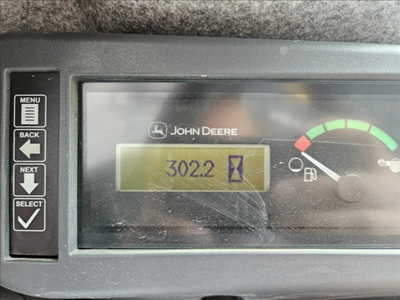 MENU
BACK
NEXT
SELECT
JOHN DEERE
302.2